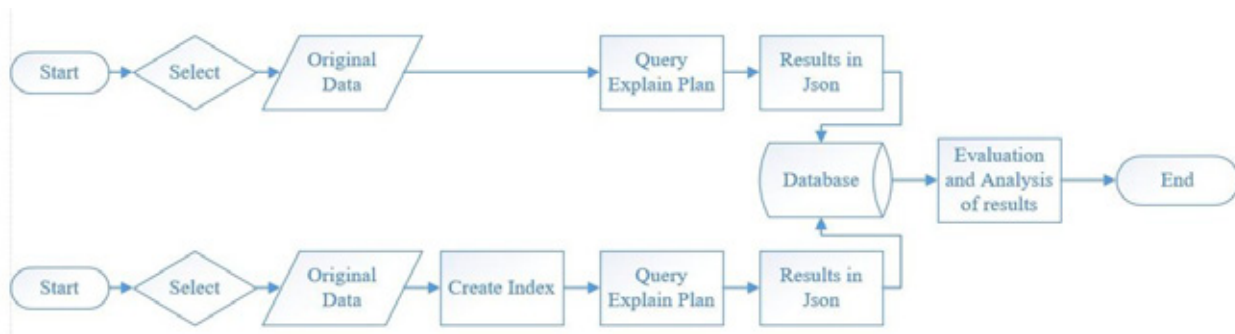 Start
Select
Original
Data
Query
Explain Plan
Results in
Json
Database
Evaluation
and Analysis
of results
End
Start
Select
Original
Data
Create Index
Query
Explain Plan
Results in
Json